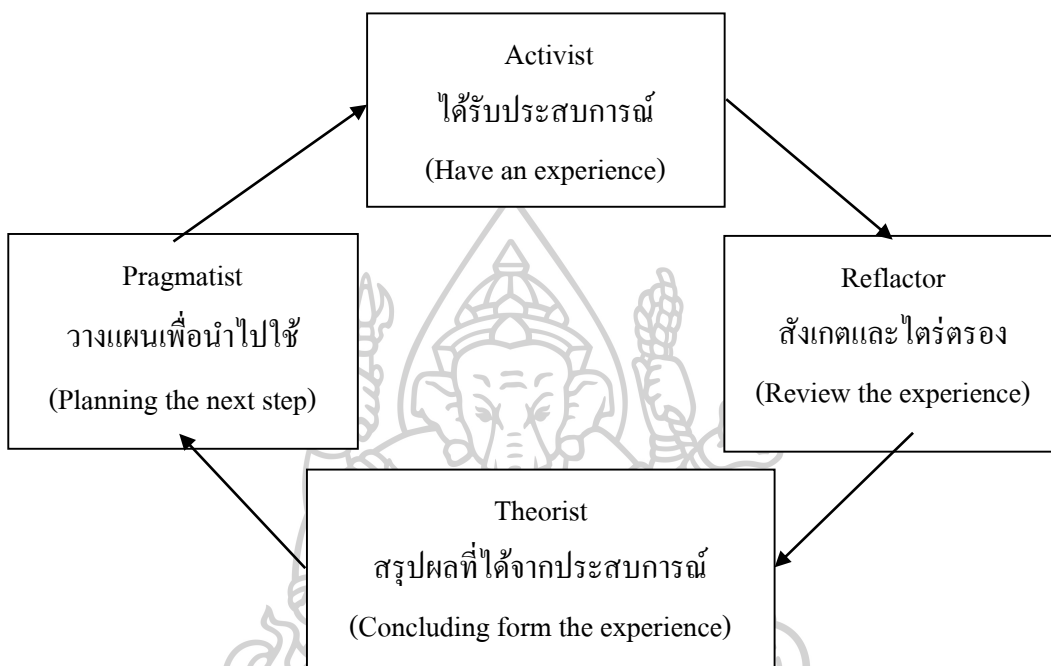 Activist
ได้รับประสบการณ์
(Have an experience)
Pragmatist
วางแผนเพื่อนำไปใช้
(Planning the next step)
Reflactor
สังเกตและไตร่ตรอง
(Review the experience)
Theorist
สรุปผลที่ได้จากประสบการณ์
(Concluding form the experience)